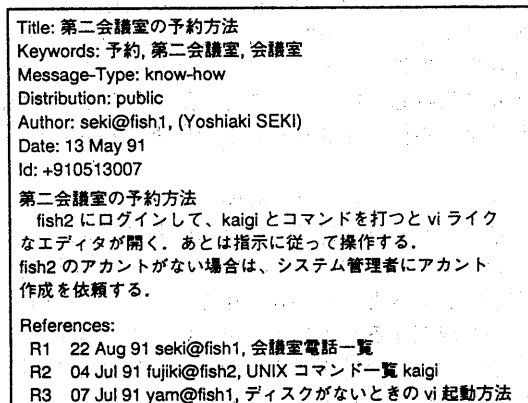 Title: 第二会議室の予約方法
Keywords: 予約, 第二会議室, 会議室
Message-Type: know-how
Distribution: public
Author: seki@fish1, (Yoshiaki SEKI)
Date: 13 May 91
Id: +910513007
第二会議室の予約方法
fish2 にログインして、kaigi とコマンドを打つと vi ライク
なエディタが開く．あとは指示に従って操作する．
fish2 のアカントがない場合は、システム管理者にアカント
作成を依頼する．
References:
R1 22 Aug 91 seki@fish1, 会議室電話一覧
R2 04 Jul 91 fujiki@fish2, UNIX コマンド一覧 kaigi
R3 07 Jul 91 yam@fish1, ディスクがないときの vi 起動方法